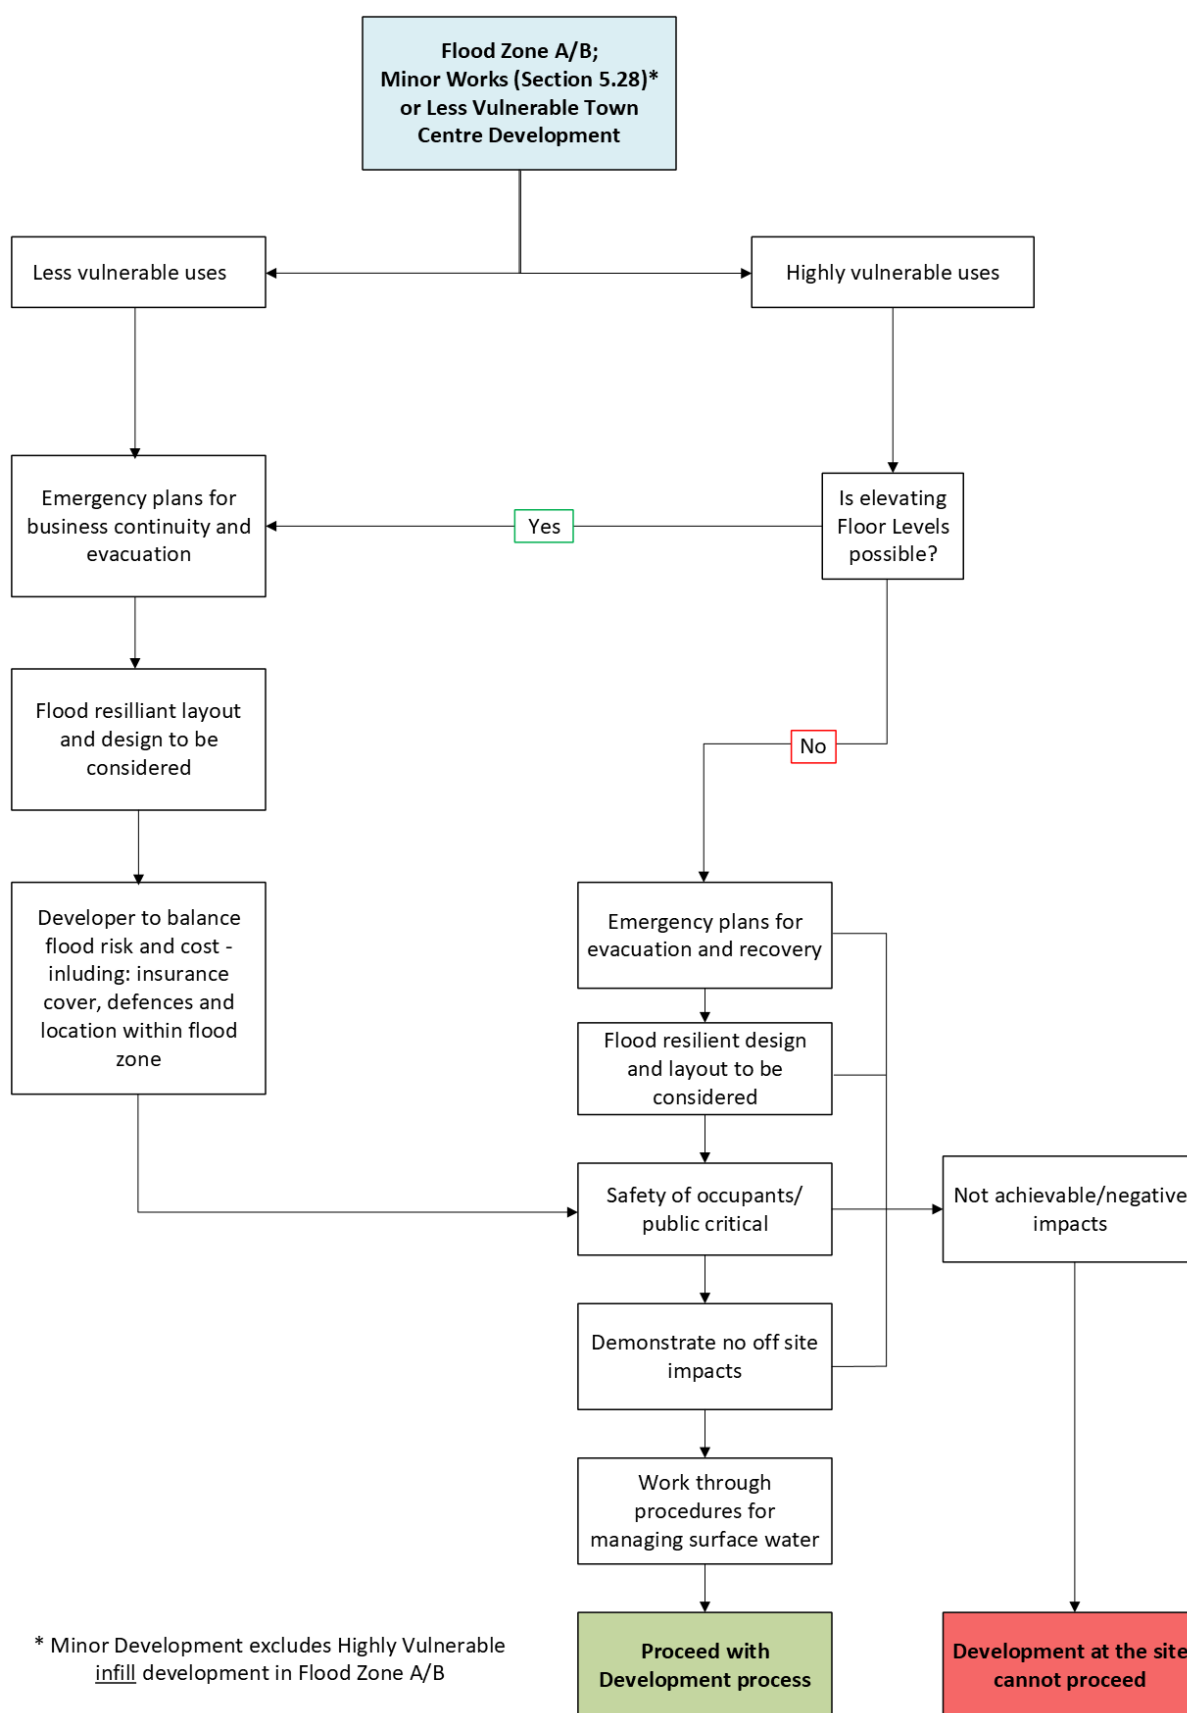 Flood Zone A/B;
Minor Works (Section 5.28)*
or Less Vulnerable Town
Centre Development
Less vulnerable uses
Highly vulnerable uses
Emergency plans for
business continuity and
evacuation
Yes
Is elevating
Floor Levels
possible?
Flood resilliant layout
and design to be
considered
No
Developer to balance
flood risk and cost -
inluding: insurance
cover, defences and
location within flood
zone
Emergency plans for
evacuation and recovery
Flood resilient design
and layout to be
considered
Safety of occupants/
public critical
Not achievable/negative
impacts
Demonstrate no off site
impacts
Work through
procedures for
managing surface water
* Minor Development excludes Highly Vulnerable
infill development in Flood Zone A/B
Proceed with
Development process
Development at the site
cannot proceed